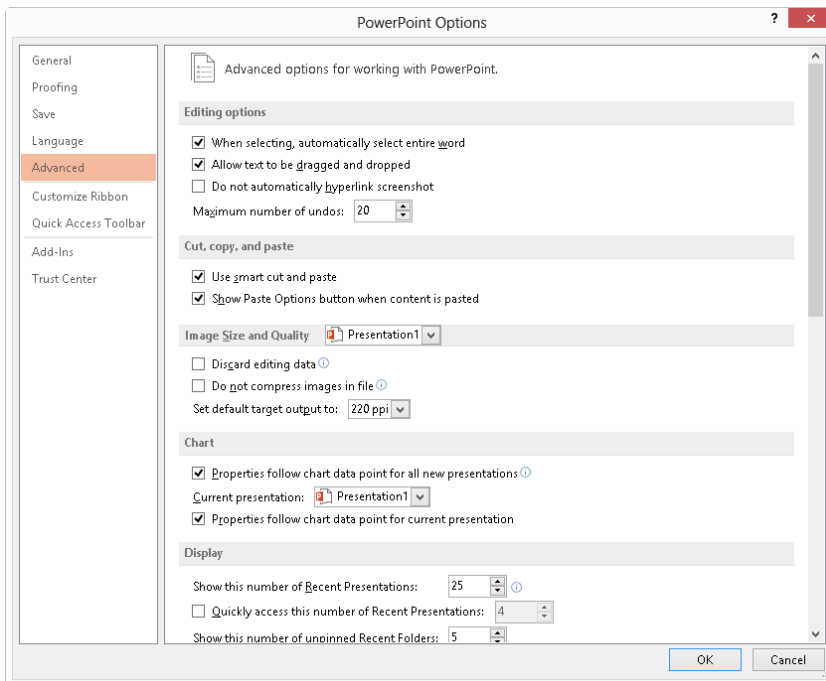 PowerPoint Options
? ×
General
Proofing
Save
Language
Advanced
Customize Ribbon
Quick Access Toolbar
Add-Ins
Trust Center
Advanced options for working with PowerPoint.
Editing options
When selecting, automatically select entire word
Allow text to be dragged and dropped
Do not automatically hyperlink screenshot
Maximum number of undos: 20
Cut, copy, and paste
Use smart cut and paste
Show Paste Options button when content is pasted
Image Size and Quality Presentation1
Discard editing data
Do not compress images in file
Set default target output to: 220 ppi
Chart
Properties follow chart data point for all new presentations
Current presentation: Presentation1
Properties follow chart data point for current presentation
Display
Show this number of Recent Presentations: 25
Quickly access this number of Recent Presentations: 4
Show this number of unpinned Recent Folders: 5
OK Cancel